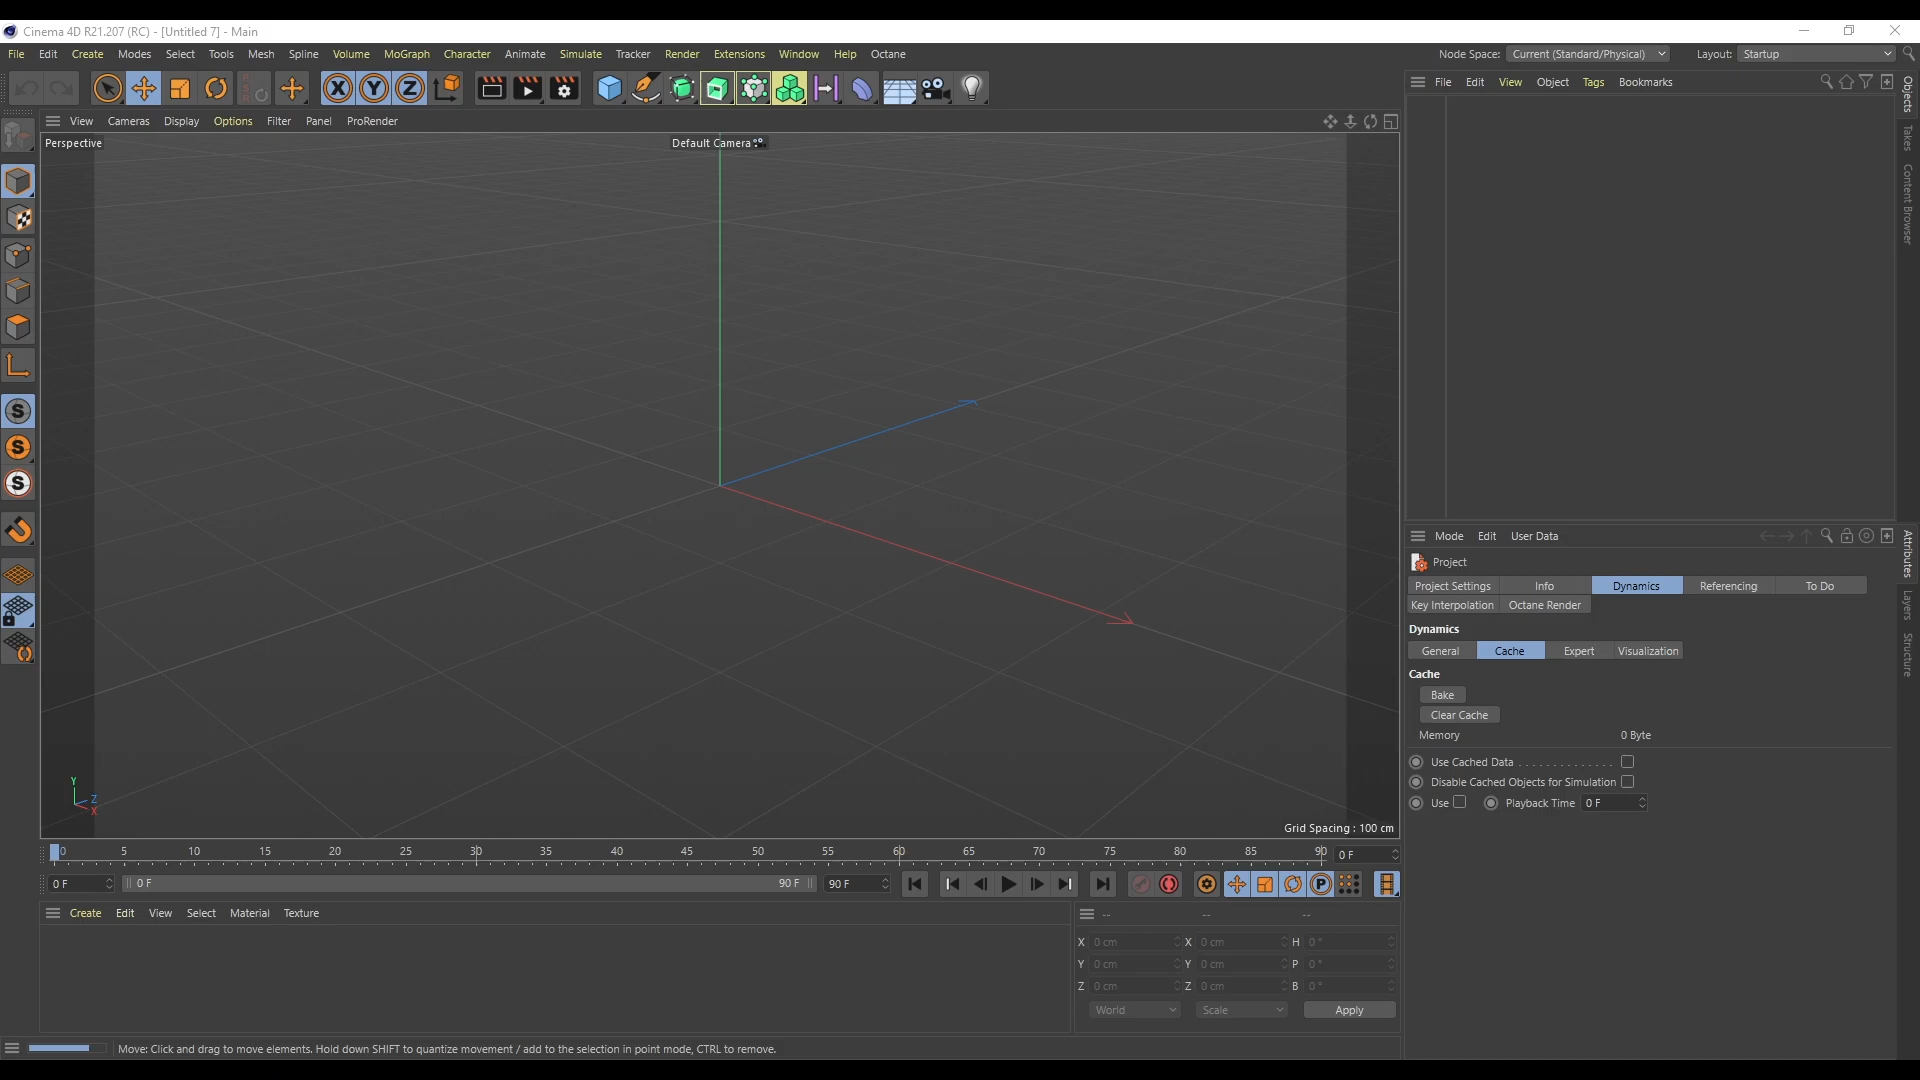 Cinema 4D R21.207 (RC) - [Untitled 7] - Main
File Edit Create Modes Select Tools Mesh Spline Volume MoGraph Character Animate Simulate Tracker Render Extensions Window Help Octane Node Space: Current (Standard/Physical) Layout: Startup
X Y Z
File Edit View Object Tags Bookmarks
View Cameras Display Options Filter Panel ProRender
Perspective Default Camera
Objects
Takes
Content Browser
S
S
S
Mode Edit User Data
Attributes
Layers
Structure
Project
Project Settings Info Dynamics Referencing To Do
Key Interpolation Octane Render
Dynamics
General Cache Expert Visualization
Cache
Bake
Clear Cache
Memory 0 Byte
Use Cached Data . . . . . . . . . . . . . .
Disable Cached Objects for Simulation
Use Playback Time 0 F
Y
Z
X
Grid Spacing : 100 cm
0 5 10 15 20 25 30 35 40 45 50 55 60 65 70 75 80 85 90 0 F
0 F 0 F 90 F 90 F P
Create Edit View Select Material Texture
-- -- --
X 0 cm X 0 cm H 0 °
Y 0 cm Y 0 cm P 0 °
Z 0 cm Z 0 cm B 0 °
World Scale Apply
Move: Click and drag to move elements. Hold down SHIFT to quantize movement / add to the selection in point mode, CTRL to remove.